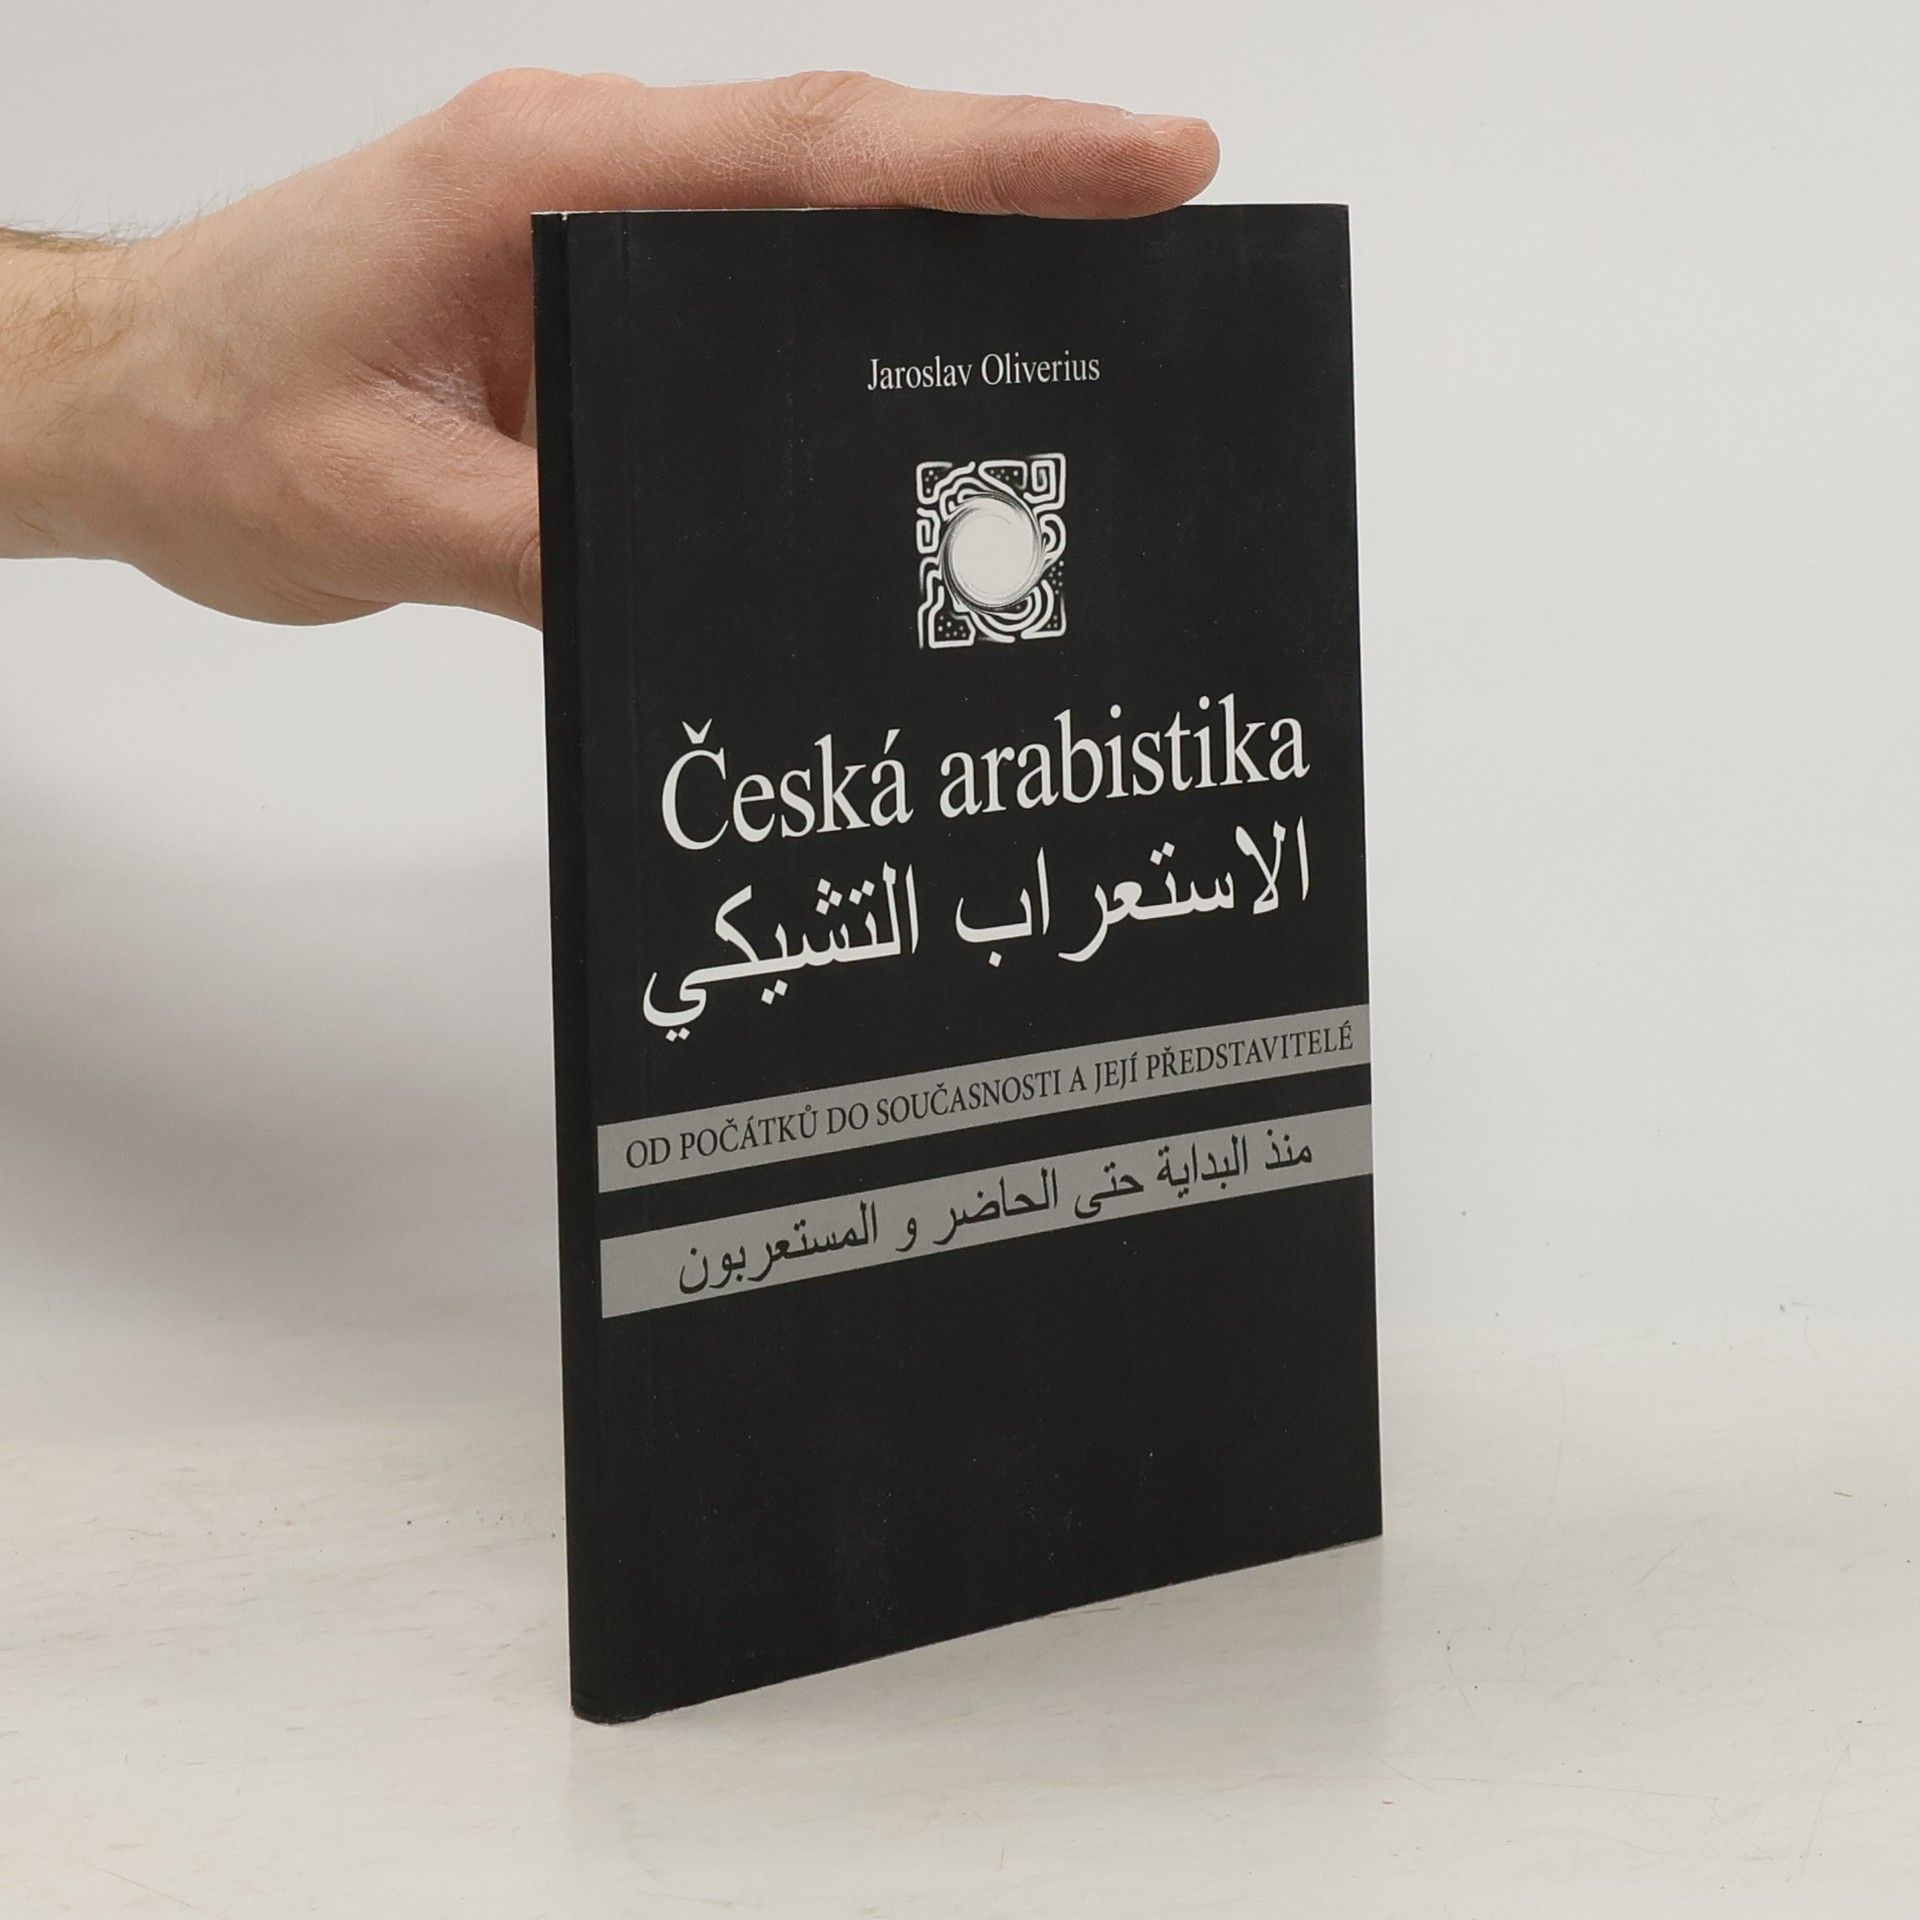 Jaroslav Oliverius
Česká arabistika
الاستعراب التشيكي
OD POČÁTKŮ DO SOUČASNOSTI A JEJÍ PŘEDSTAVITELÉ
منذ البداية حتى الحاضر و المستعربون